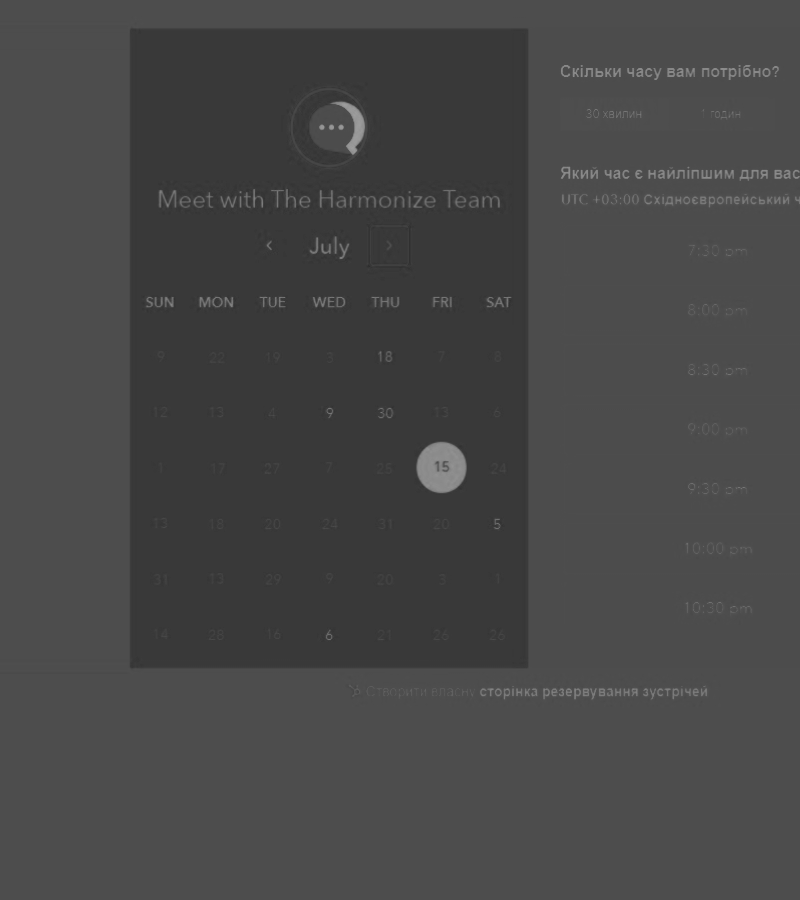 Meet with The Harmonize Team
July
SUN MON TUE WED THU FRI SAT
9 22 19 3 18 7 8
12 13 4 9 30 13 6
1 17 27 7 25 15 24
13 18 20 24 31 20 5
31 13 29 9 20 3 1
14 28 16 6 21 26 26
Скільки часу вам потрібно?
30 хвилин 1 годин
Який час є найліпшим для вас
UTC +03:00 Східноєвропейський ч
7:30 pm
8:00 pm
8:30 pm
9:00 pm
9:30 pm
10:00 pm
10:30 pm
Створити власну сторінка резервування зустрічей